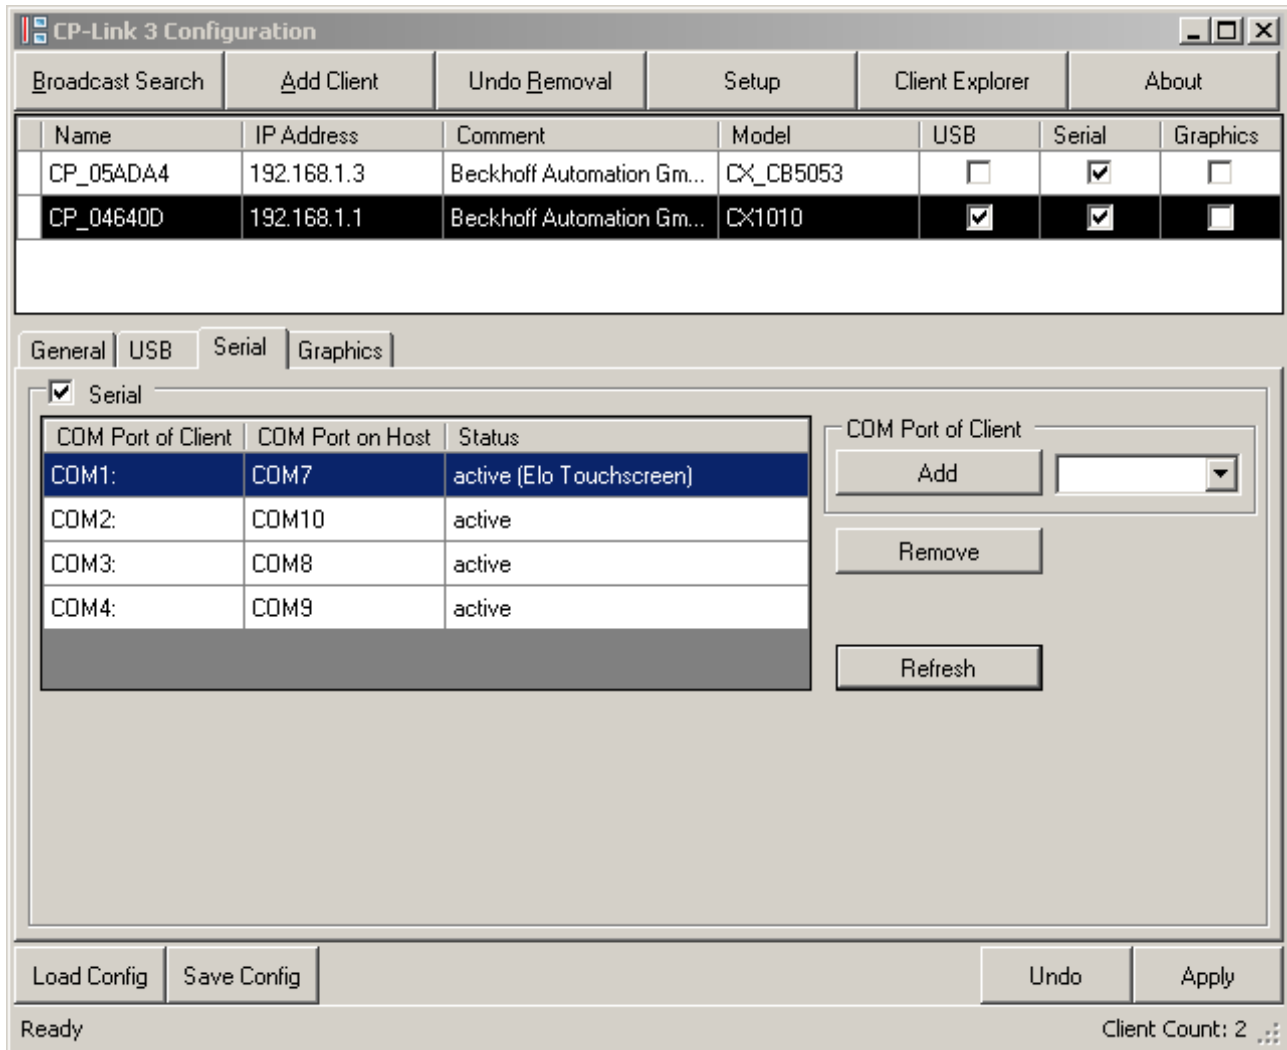 CP-Link 3 Configuration
Broadcast Search Add Client Undo Removal Setup Client Explorer About
Name IP Address Comment Model USB Serial Graphics
CP_05ADA4 192.168.1.3 Beckhoff Automation Gm... CX_CB5053
CP_04640D 192.168.1.1 Beckhoff Automation Gm... CX1010
General USB Serial Graphics
Serial
COM Port of Client COM Port on Host Status
COM1: COM7 active (Elo Touchscreen)
COM2: COM10 active
COM3: COM8 active
COM4: COM9 active
COM Port of Client
Add
Remove
Refresh
Load Config Save Config Undo Apply
Ready Client Count: 2